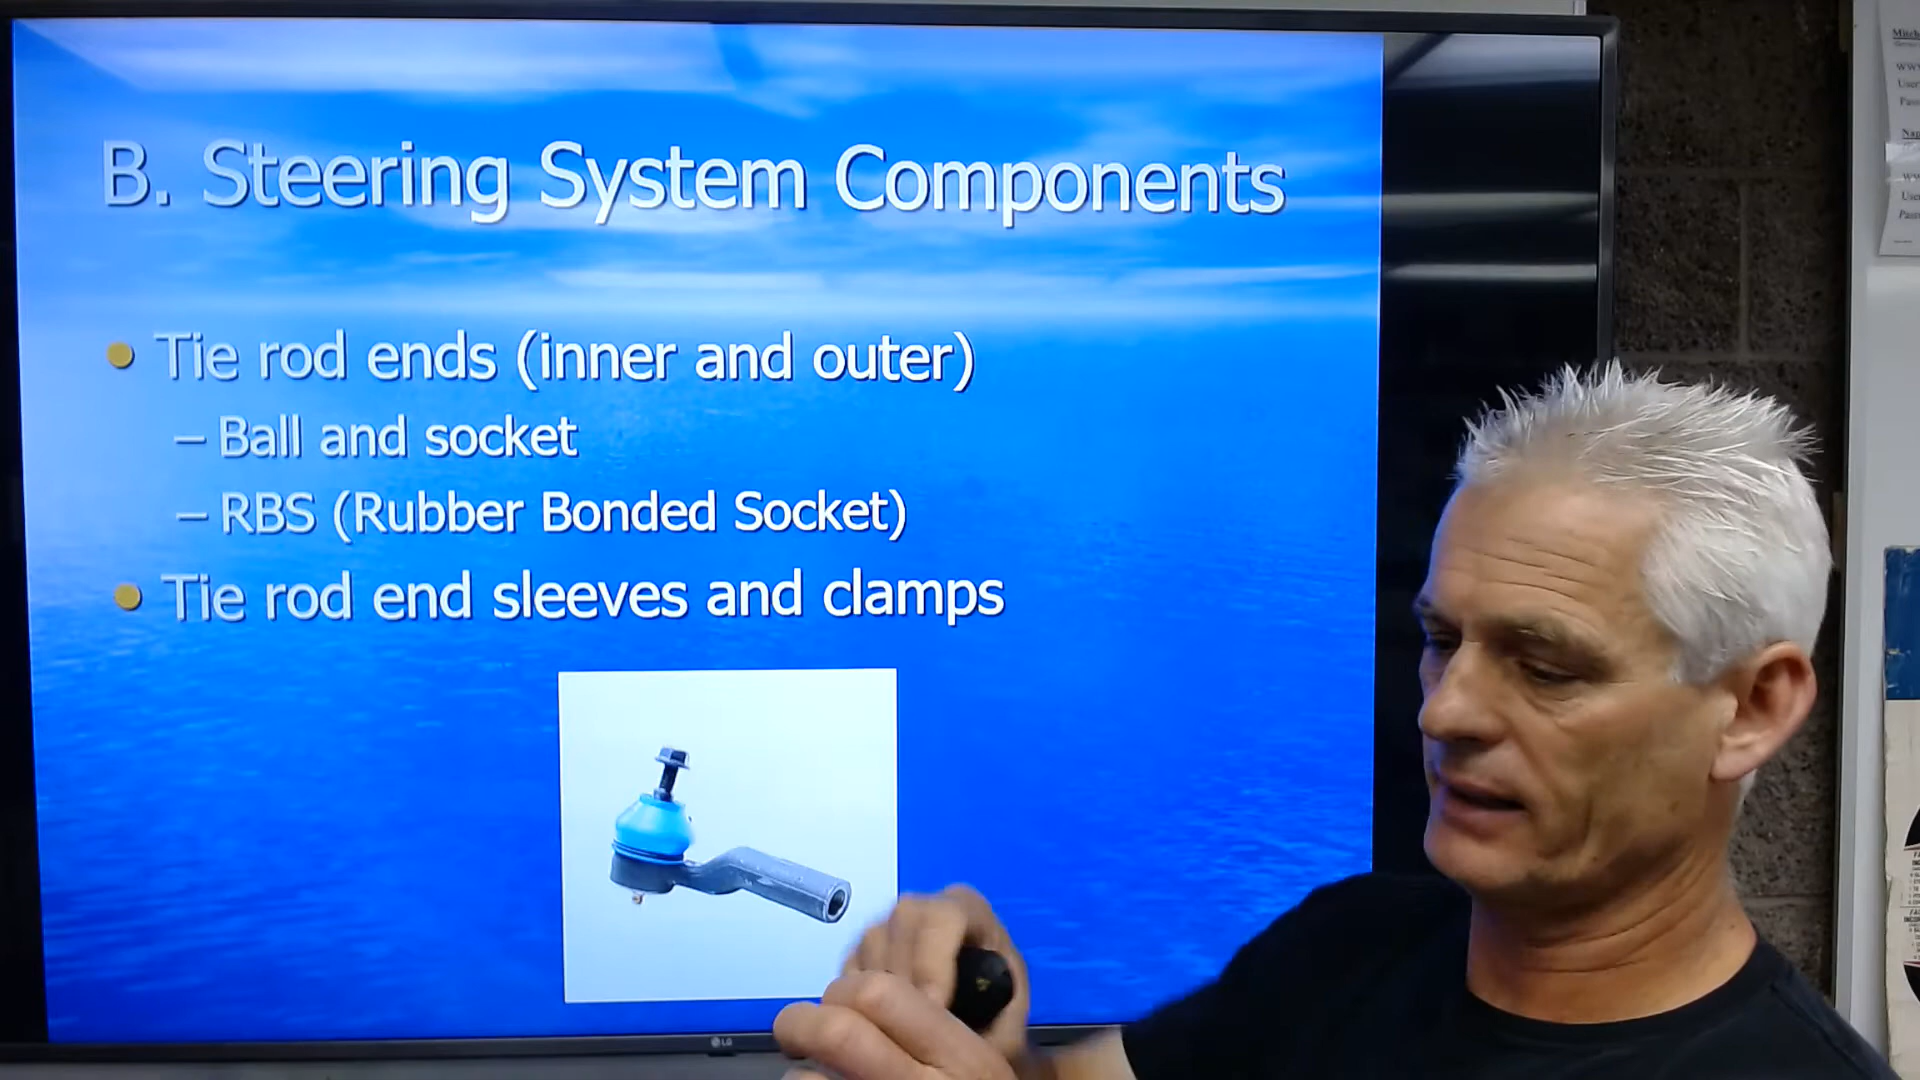 B. Steering System Components
Tie rod ends (inner and outer)
– Ball and socket
– RBS (Rubber Bonded Socket)
Tie rod end sleeves and clamps
LG